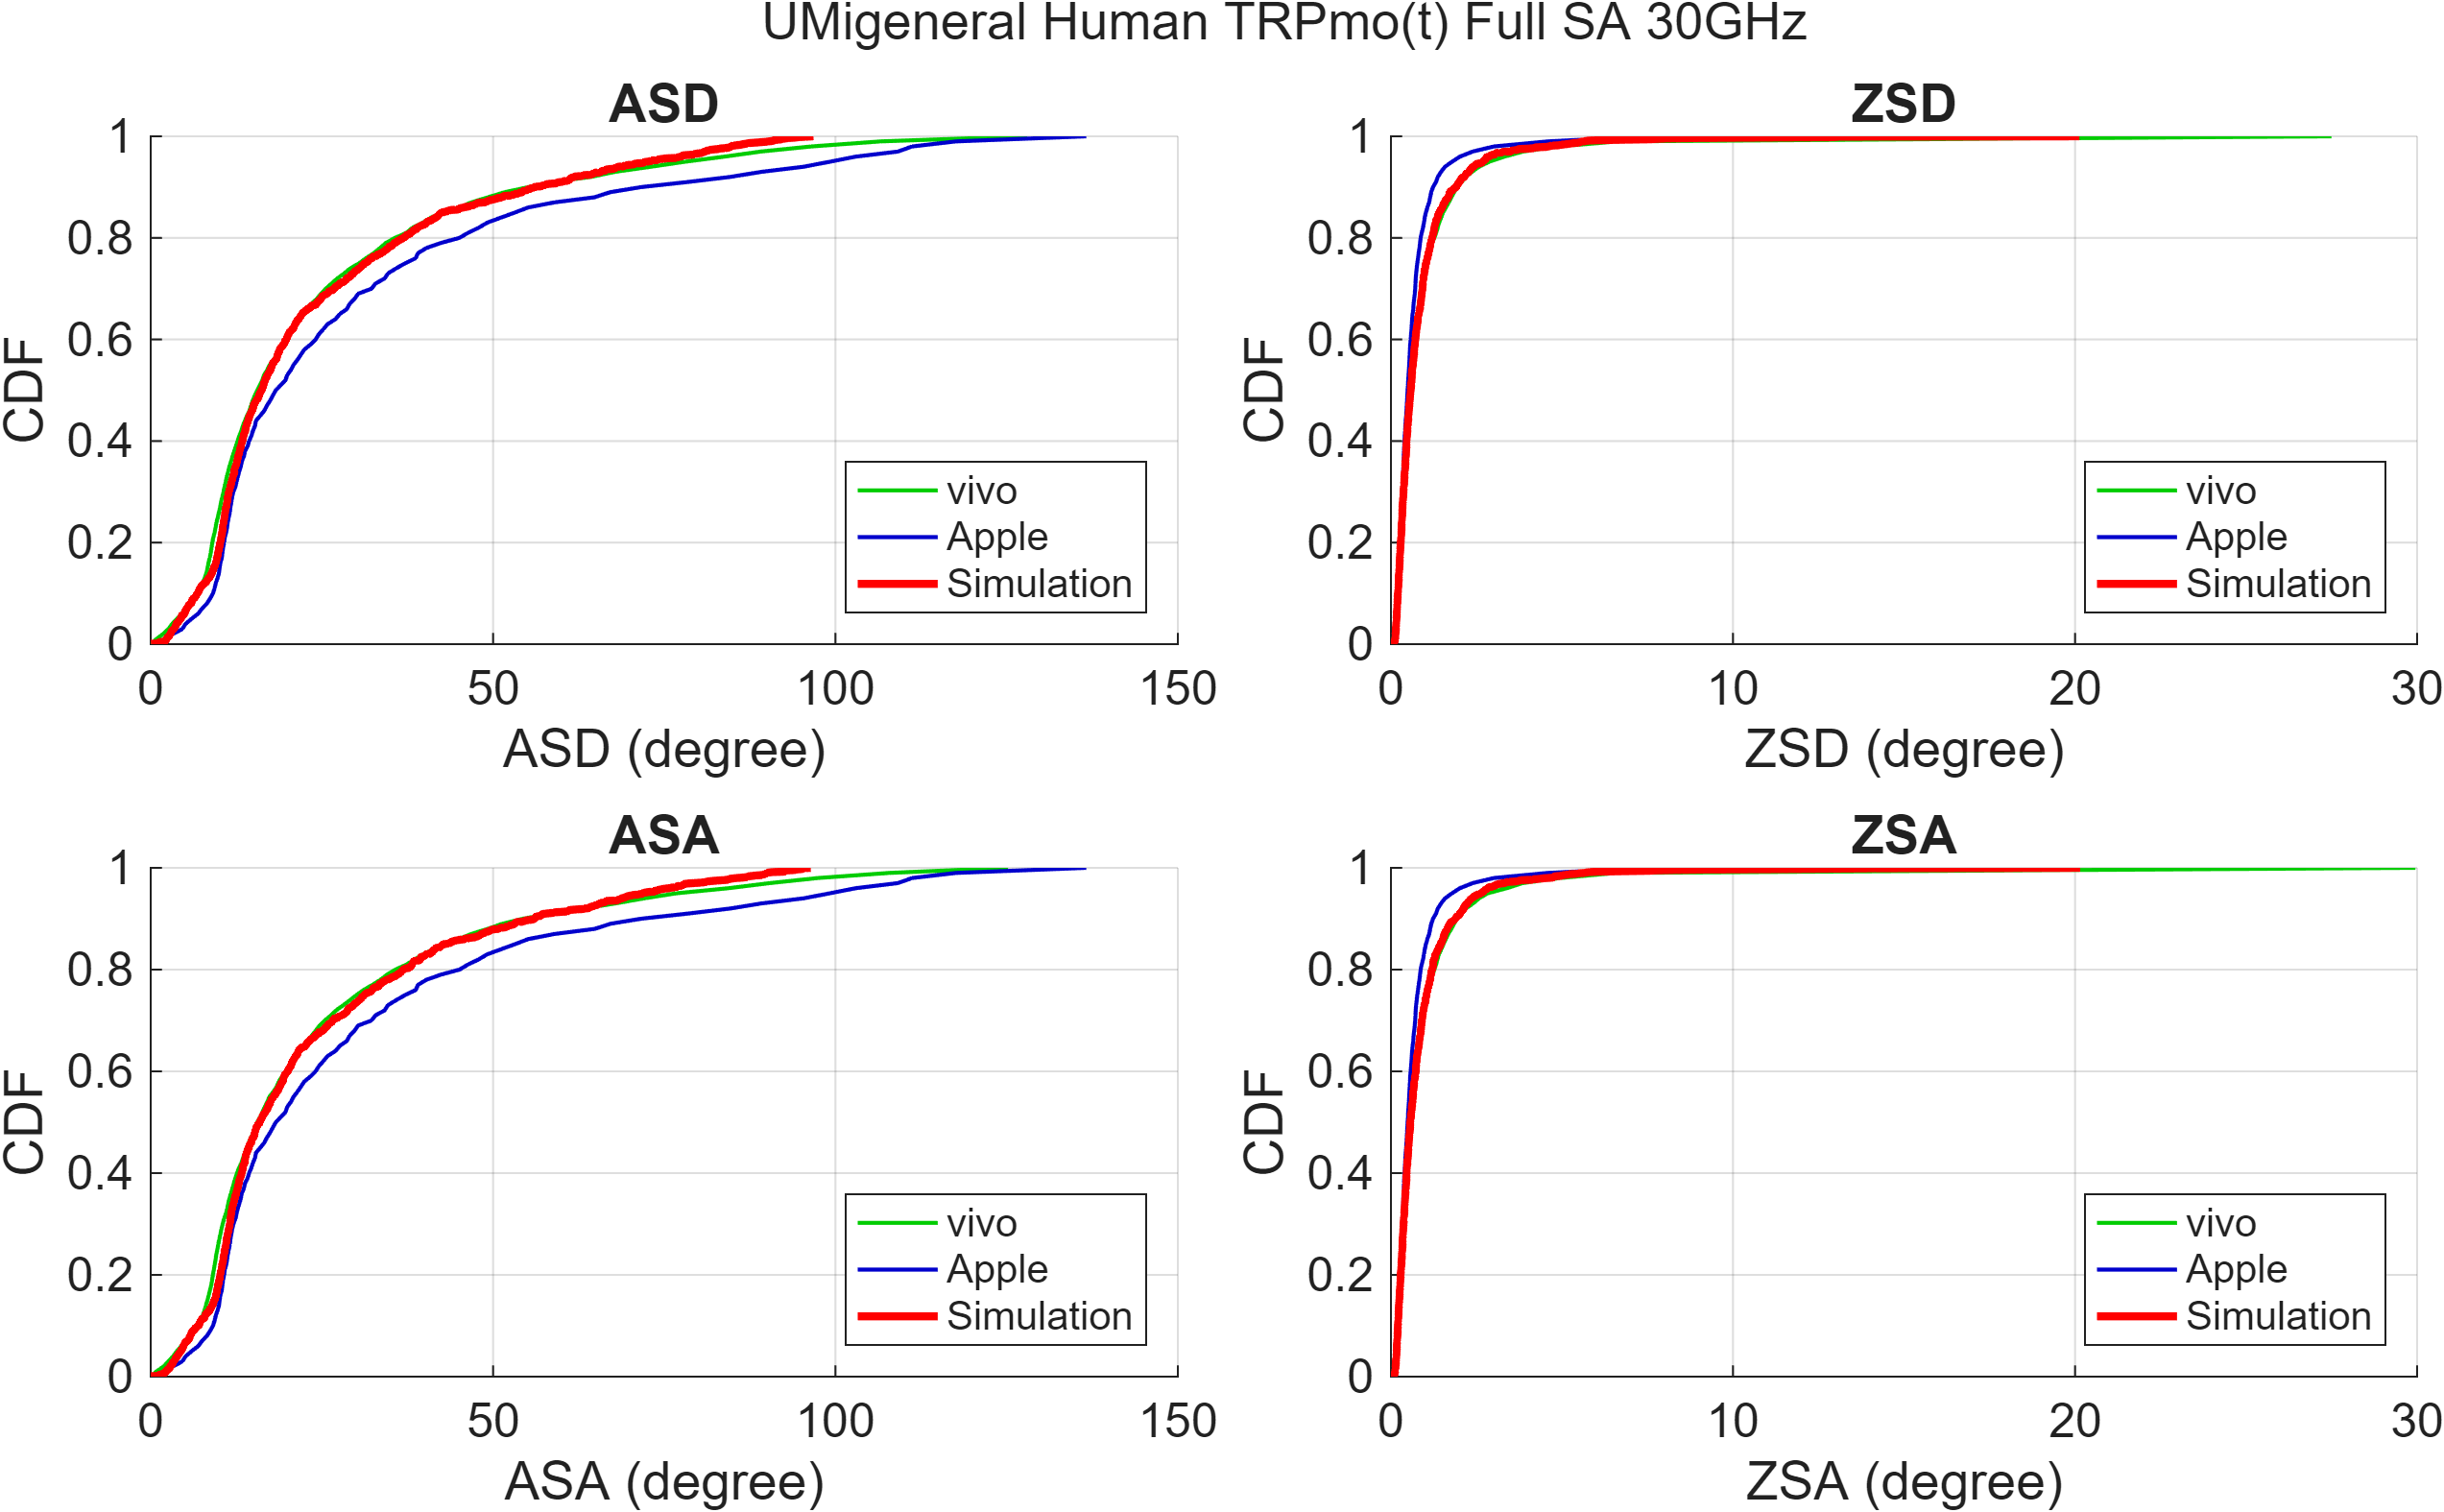 UMigeneral Human TRPmo(t) Full SA 30GHz
ASD
1
0.8
0.6
0.4
0.2
0
CDF
0 50 100 150
ASD (degree)
vivo
Apple
Simulation
ZSD
1
0.8
0.6
0.4
0.2
0
CDF
0 10 20 30
ZSD (degree)
vivo
Apple
Simulation
ASA
1
0.8
0.6
0.4
0.2
0
CDF
0 50 100 150
ASA (degree)
vivo
Apple
Simulation
ZSA
1
0.8
0.6
0.4
0.2
0
CDF
0 10 20 30
ZSA (degree)
vivo
Apple
Simulation